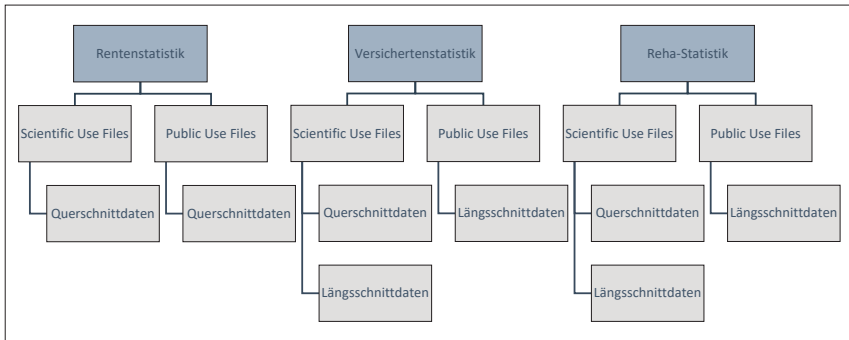 Rentenstatistik
Versichertenstatistik
Reha-Statistik
Scientific Use Files
Public Use Files
Scientific Use Files
Public Use Files
Scientific Use Files
Public Use Files
Querschnittdaten
Querschnittdaten
Querschnittdaten
Längsschnittdaten
Querschnittdaten
Längsschnittdaten
Längsschnittdaten
Längsschnittdaten